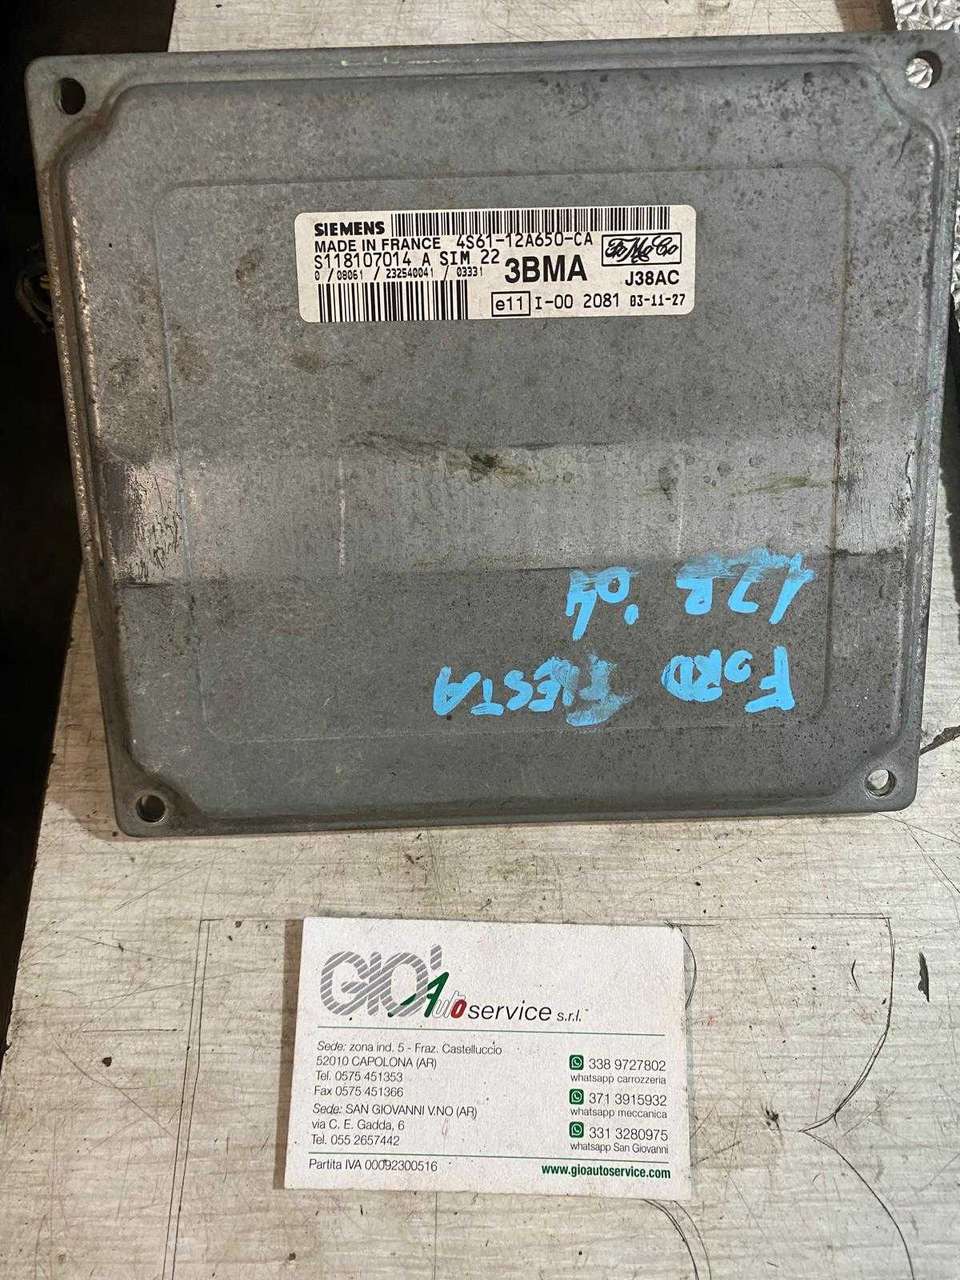 SIEMENS
MADE IN FRANCE 4S61-12A650-CA FoMoCo
S118107014 A SIM 22 3BMA J38AC
0 / 08061 / 232540041 / 03331
e11 I-00 2081 03-11-27
FORD FIESTA
'04
GIO' Auto service s.r.l.
Sede: zona ind. 5 - Fraz. Castelluccio
52010 CAPOLONA (AR)
Tel. 0575 451353
Fax 0575 451366
Sede: SAN GIOVANNI V.NO (AR)
via C. E. Gadda, 6
Tel. 055 2657442
338 9727802
whatsapp carrozzeria
371 3915932
whatsapp meccanica
331 3280975
whatsapp San Giovanni
Partita IVA 00092300516
www.gioautoservice.com